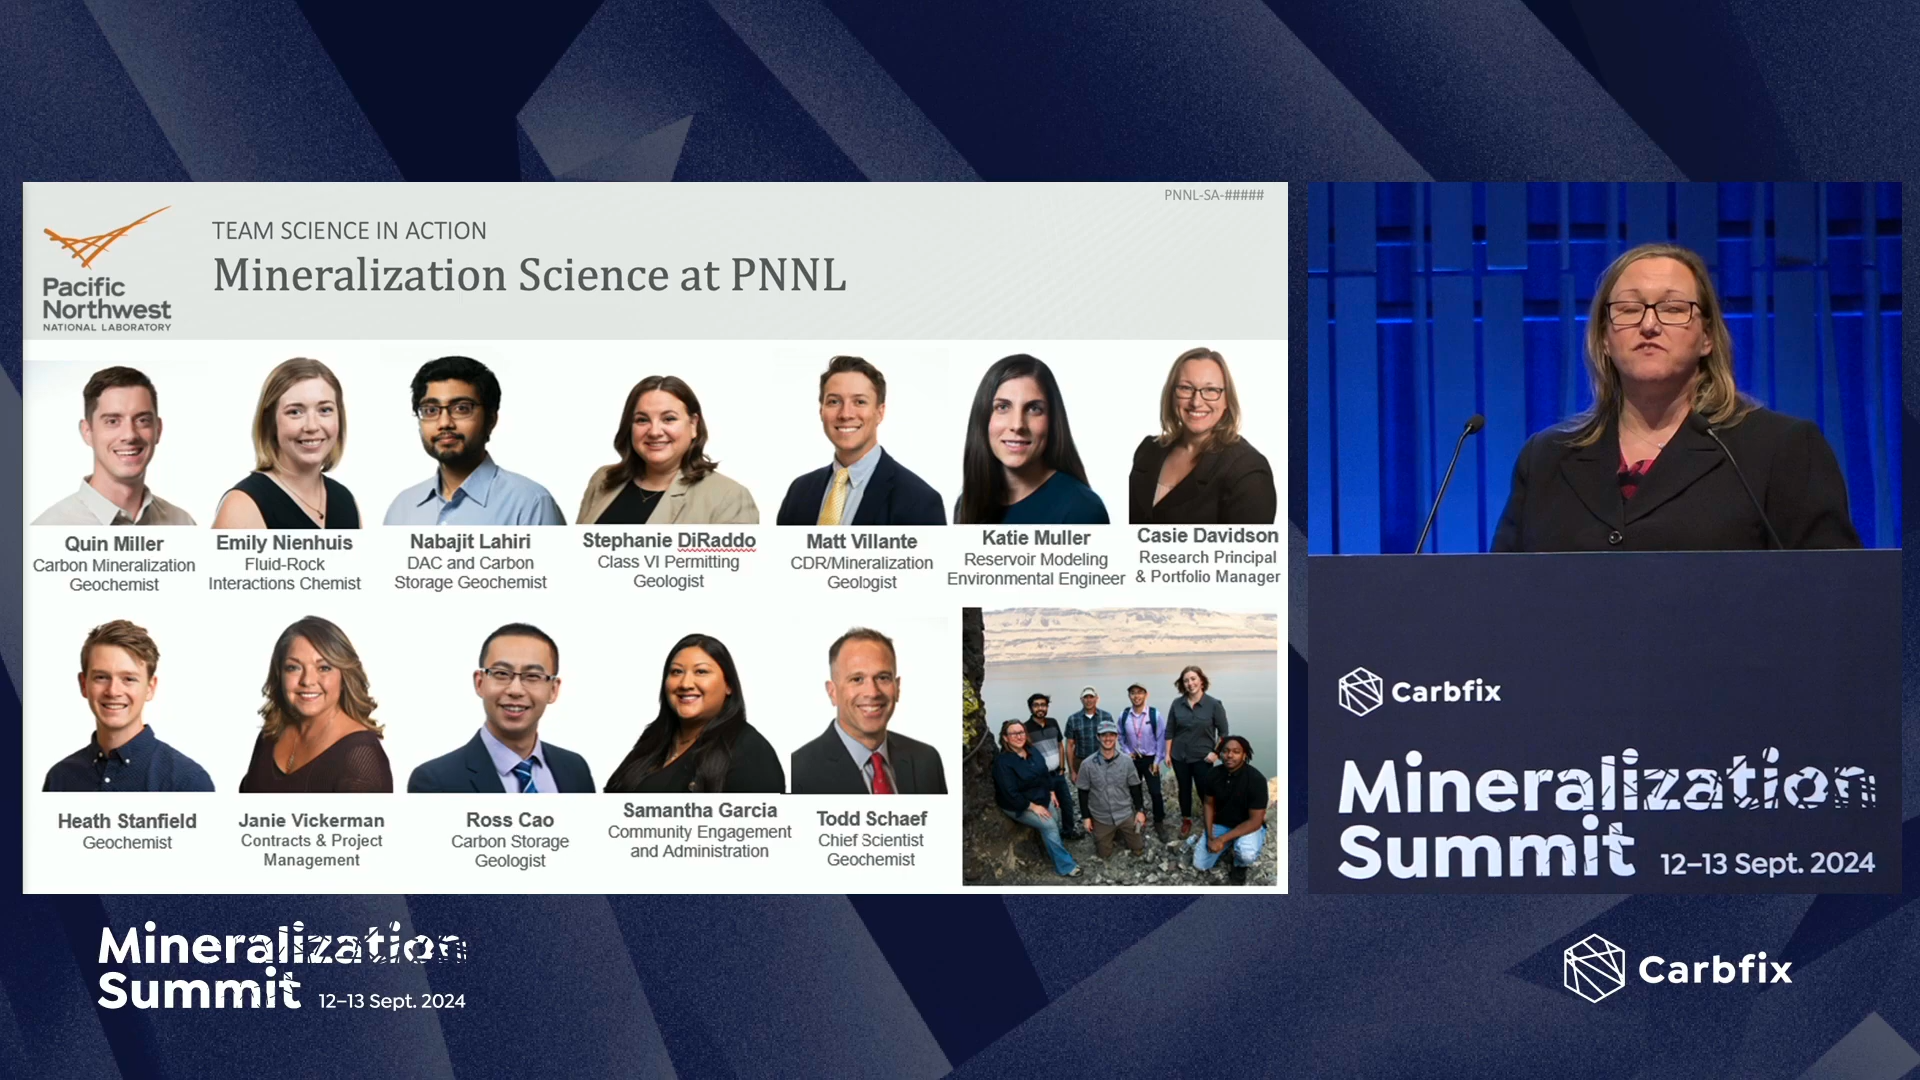 PNNL-SA-#####
Pacific
Northwest
NATIONAL LABORATORY
TEAM SCIENCE IN ACTION
Mineralization Science at PNNL
Quin Miller
Carbon Mineralization
Geochemist
Emily Nienhuis
Fluid-Rock
Interactions Chemist
Nabajit Lahiri
DAC and Carbon
Storage Geochemist
Stephanie DiRaddo
Class VI Permitting
Geologist
Matt Villante
CDR/Mineralization
Geologist
Katie Muller
Reservoir Modeling
Environmental Engineer
Casie Davidson
Research Principal
& Portfolio Manager
Heath Stanfield
Geochemist
Janie Vickerman
Contracts & Project
Management
Ross Cao
Carbon Storage
Geologist
Samantha Garcia
Community Engagement
and Administration
Todd Schaef
Chief Scientist
Geochemist
Carbfix
Mineralization
Summit 12–13 Sept. 2024
Mineralization
Summit 12–13 Sept. 2024
Carbfix